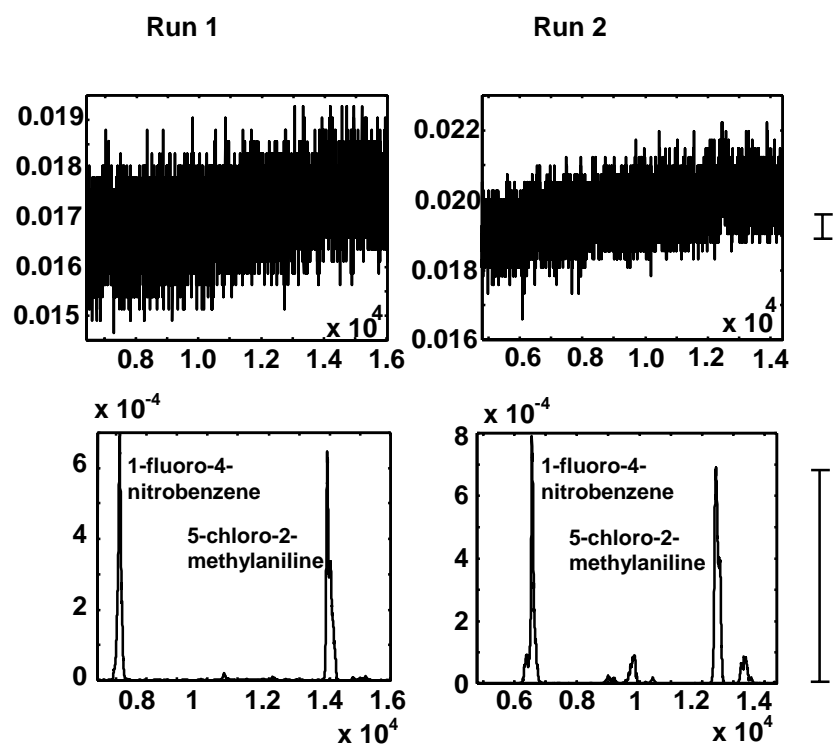 Run 1
Run 2
0.019
0.018
0.017
0.016
0.015
x 10^4
0.8 1.0 1.2 1.4 1.6
0.022
0.020
0.018
0.016
x 10^4
0.6 0.8 1.0 1.2 1.4
x 10^-4
6
4
2
0
1-fluoro-4-
nitrobenzene
5-chloro-2-
methylaniline
0.8 1.0 1.2 1.4 1.6
x 10^4
x 10^-4
8
6
4
2
0
1-fluoro-4-
nitrobenzene
5-chloro-2-
methylaniline
0.6 0.8 1 1.2 1.4
x 10^4